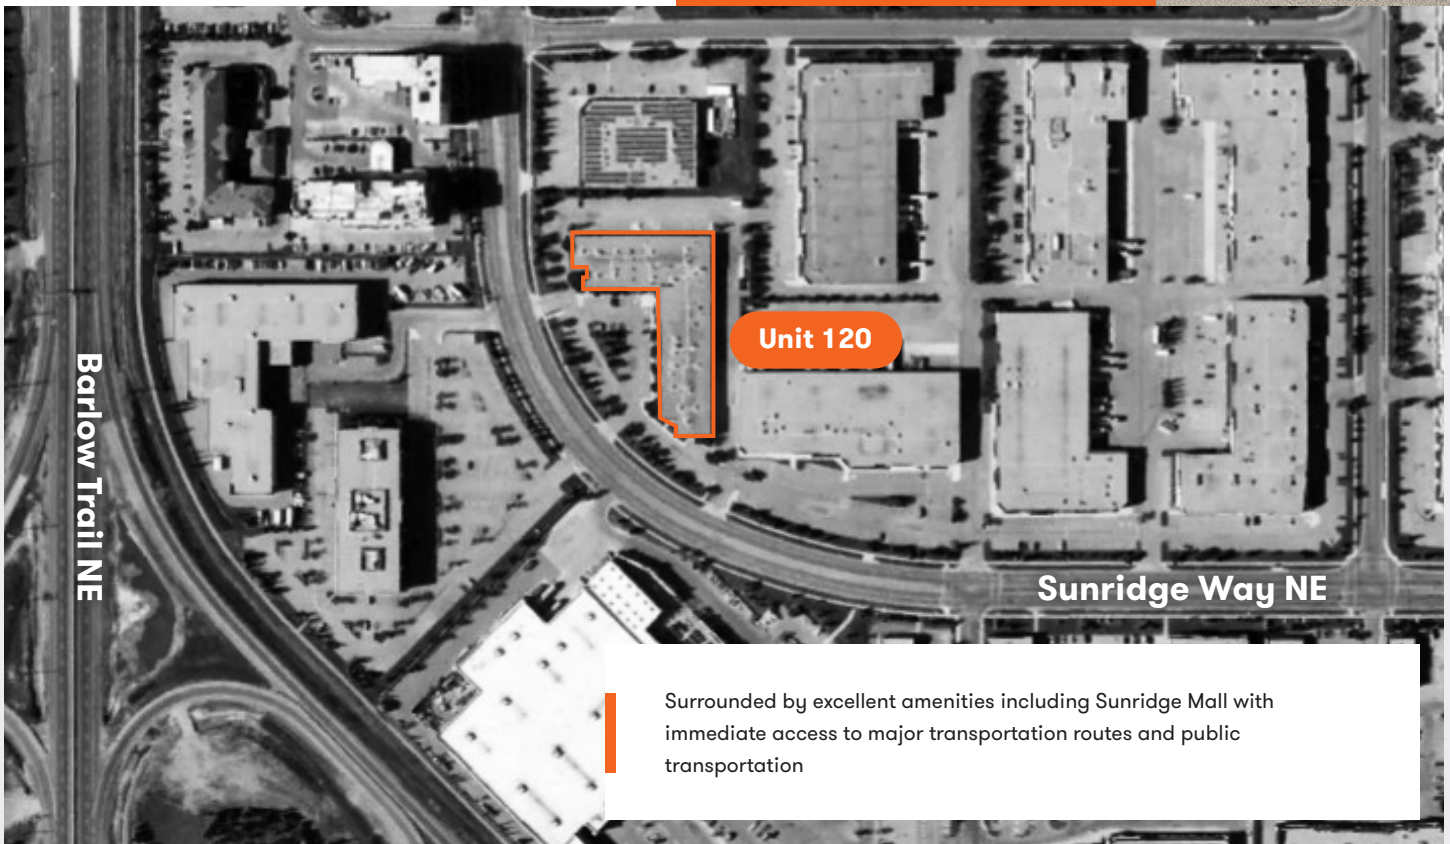 Unit 120
Barlow Trail NE
Sunridge Way NE
Surrounded by excellent amenities including Sunridge Mall with
immediate access to major transportation routes and public
transportation